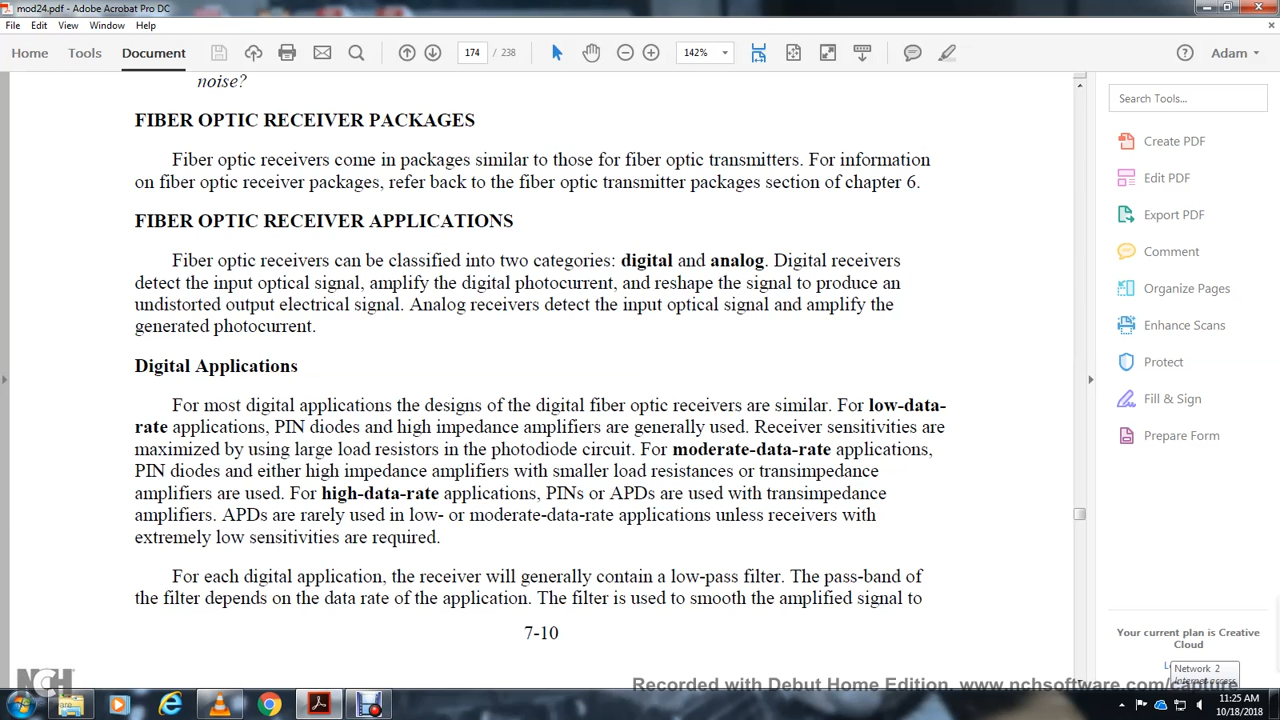 mod24.pdf - Adobe Acrobat Pro DC
File Edit View Window Help
Home Tools Document 174 / 238 142% Adam
noise?
FIBER OPTIC RECEIVER PACKAGES
Fiber optic receivers come in packages similar to those for fiber optic transmitters. For information
on fiber optic receiver packages, refer back to the fiber optic transmitter packages section of chapter 6.
FIBER OPTIC RECEIVER APPLICATIONS
Fiber optic receivers can be classified into two categories: digital and analog. Digital receivers
detect the input optical signal, amplify the digital photocurrent, and reshape the signal to produce an
undistorted output electrical signal. Analog receivers detect the input optical signal and amplify the
generated photocurrent.
Digital Applications
For most digital applications the designs of the digital fiber optic receivers are similar. For low-data-
rate applications, PIN diodes and high impedance amplifiers are generally used. Receiver sensitivities are
maximized by using large load resistors in the photodiode circuit. For moderate-data-rate applications,
PIN diodes and either high impedance amplifiers with smaller load resistances or transimpedance
amplifiers are used. For high-data-rate applications, PINs or APDs are used with transimpedance
amplifiers. APDs are rarely used in low- or moderate-data-rate applications unless receivers with
extremely low sensitivities are required.
For each digital application, the receiver will generally contain a low-pass filter. The pass-band of
the filter depends on the data rate of the application. The filter is used to smooth the amplified signal to
7-10
Search Tools...
Create PDF
Edit PDF
Export PDF
Comment
Organize Pages
Enhance Scans
Protect
Fill & Sign
Prepare Form
Your current plan is Creative
Cloud
Network 2
Internet access
NCH
Recorded with Debut Home Edition. www.nchsoftware.com/
11:25 AM
10/18/2018